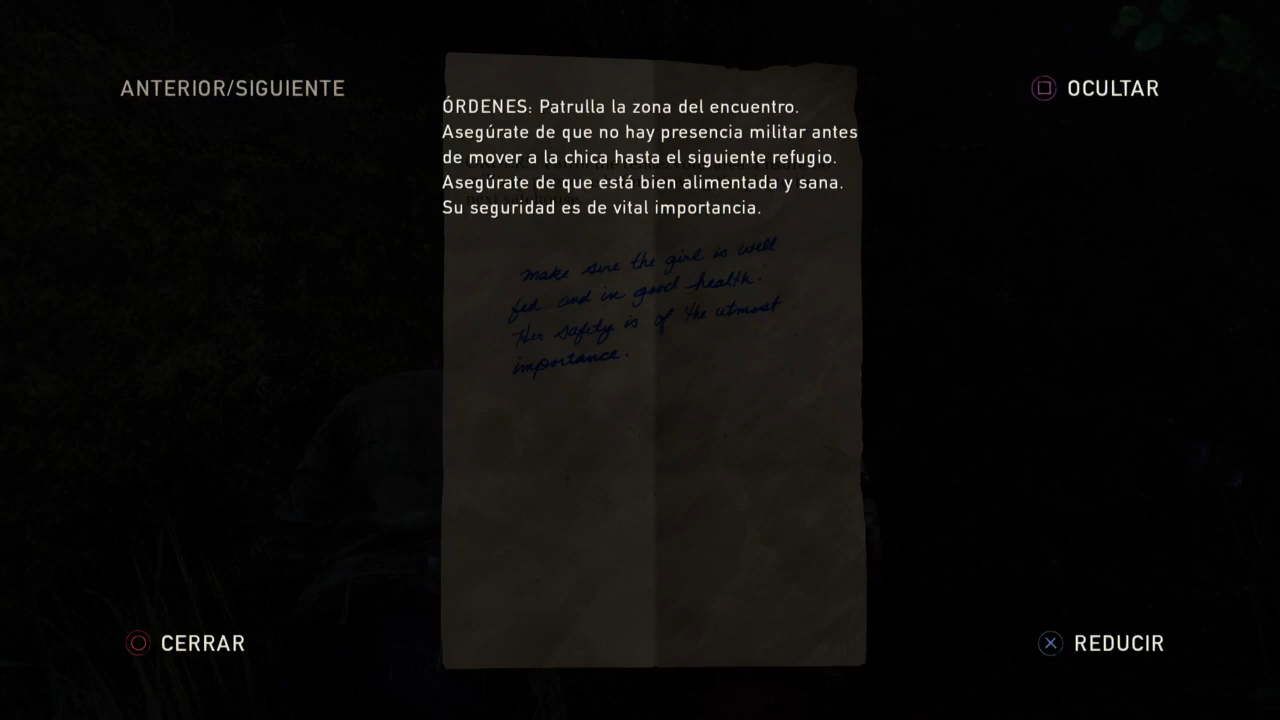 ANTERIOR/SIGUIENTE
OCULTAR
ÓRDENES: Patrulla la zona del encuentro.
Asegúrate de que no hay presencia militar antes
de mover a la chica hasta el siguiente refugio.
Asegúrate de que está bien alimentada y sana.
Su seguridad es de vital importancia.
Make sure the girl is well
fed and in good health.
Her safety is of the utmost
importance.
CERRAR
REDUCIR